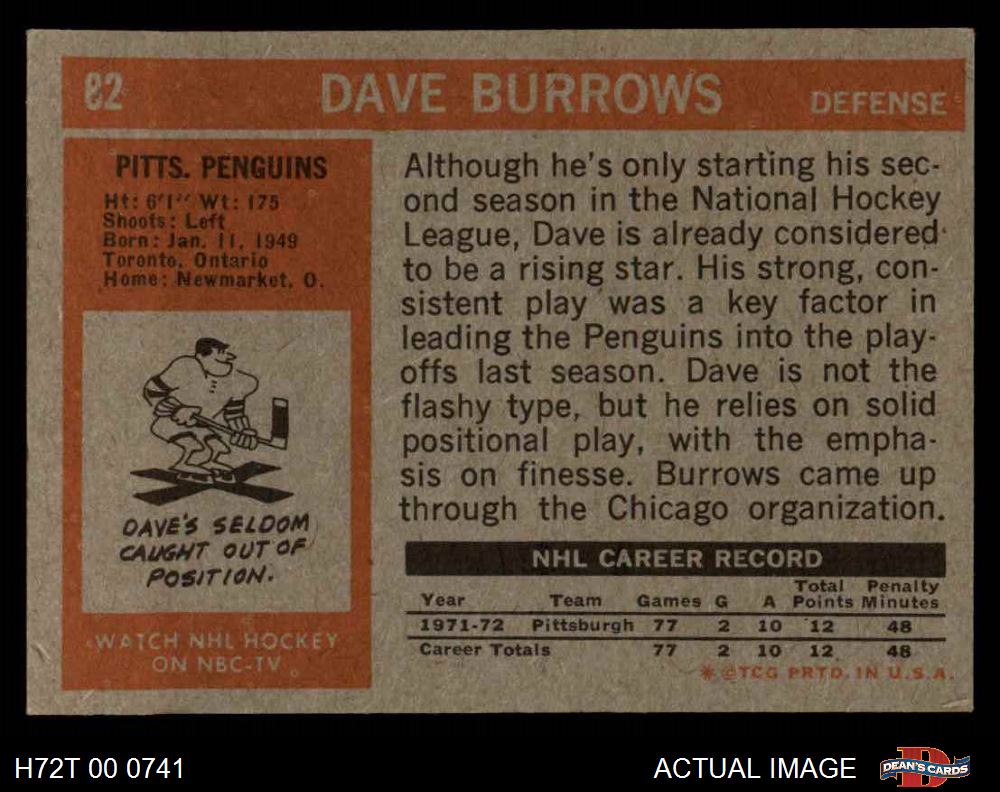 82 DAVE BURROWS DEFENSE
PITTS. PENGUINS
Ht: 6'1" Wt: 175
Shoots: Left
Born: Jan. 11, 1949
Toronto, Ontario
Home: Newmarket, O.
DAVE'S SELDOM
CAUGHT OUT OF
POSITION.
WATCH NHL HOCKEY
ON NBC-TV
Although he's only starting his sec-
ond season in the National Hockey
League, Dave is already considered
to be a rising star. His strong, con-
sistent play was a key factor in
leading the Penguins into the play-
offs last season. Dave is not the
flashy type, but he relies on solid
positional play, with the empha-
sis on finesse. Burrows came up
through the Chicago organization.
NHL CAREER RECORD
Total Penalty
Year Team Games G A Points Minutes
1971-72 Pittsburgh 77 2 10 12 48
Career Totals 77 2 10 12 48
*©TCG PRTD. IN U.S.A.
H72T 00 0741 ACTUAL IMAGE DEAN'S CARDS